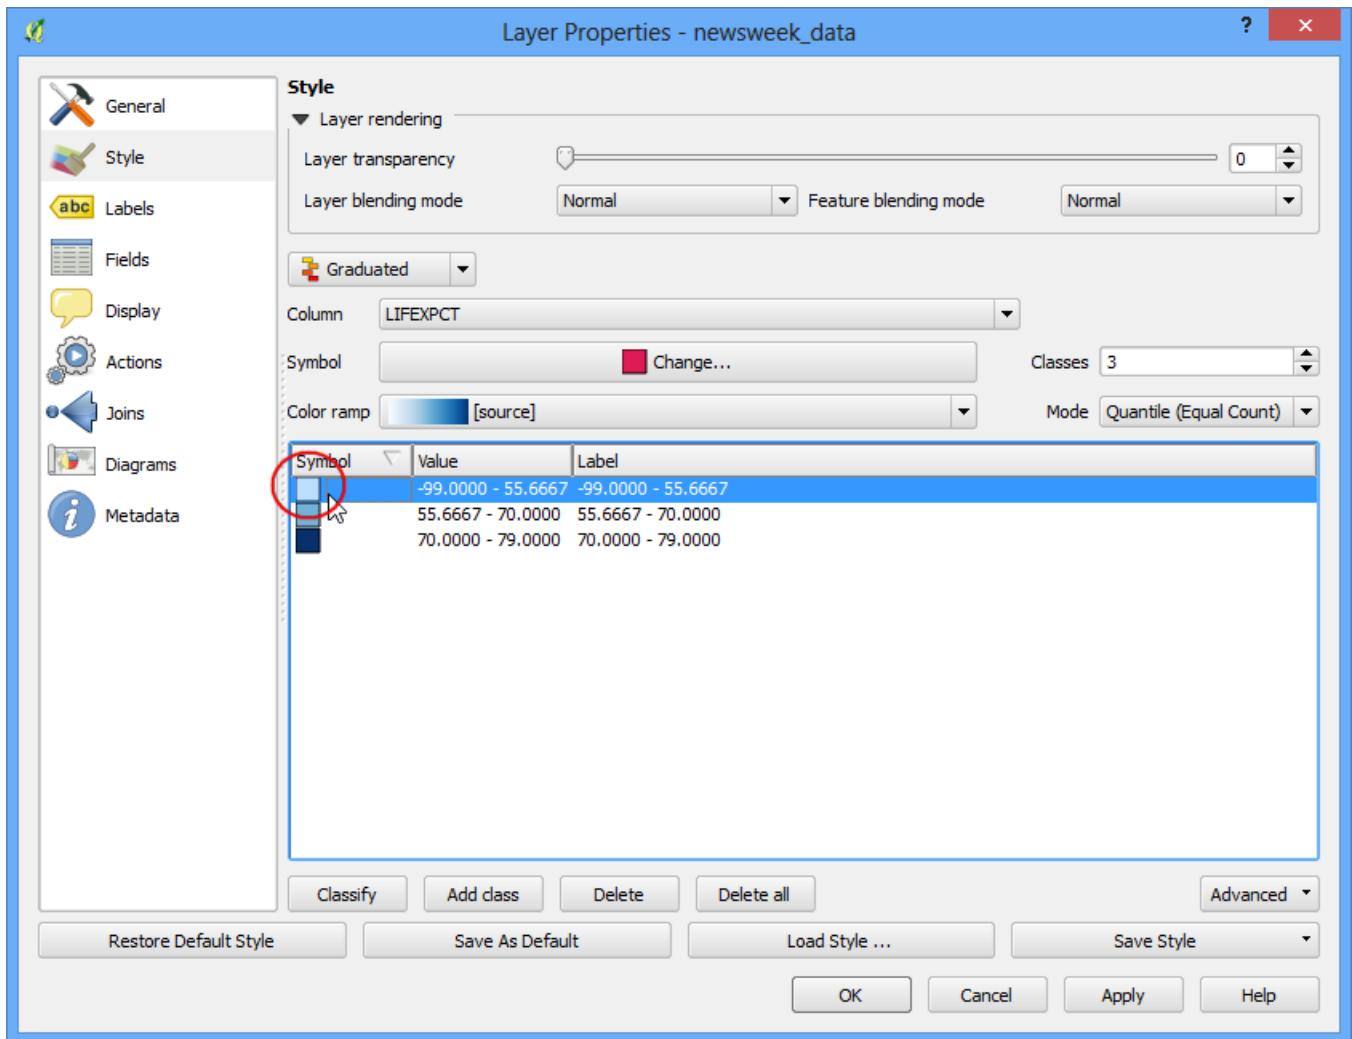 Layer Properties - newsweek_data
?
General
Style
abc Labels
Fields
Display
Actions
Joins
Diagrams
i Metadata
Style
Layer rendering
Layer transparency 0
Layer blending mode Normal Feature blending mode Normal
Graduated
Column LIFEXPCT
Symbol Change... Classes 3
Color ramp [source] Mode Quantile (Equal Count)
Symbol Value Label
-99.0000 - 55.6667 -99.0000 - 55.6667
55.6667 - 70.0000 55.6667 - 70.0000
70.0000 - 79.0000 70.0000 - 79.0000
Classify Add class Delete Delete all Advanced
Restore Default Style Save As Default Load Style ... Save Style
OK Cancel Apply Help